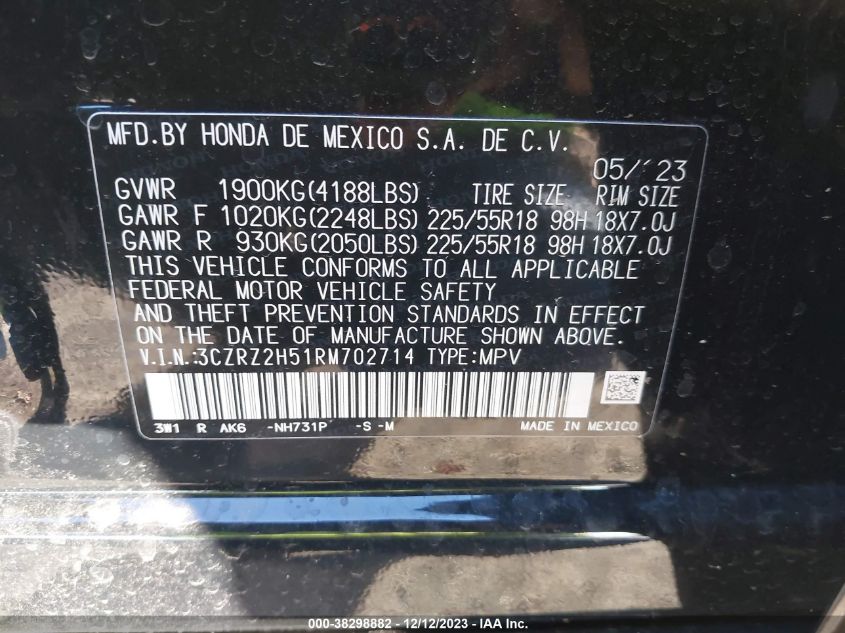 MFD.BY HONDA DE MEXICO S.A. DE C.V.
05/'23
GVWR 1900KG(4188LBS) TIRE SIZE RIM SIZE
GAWR F 1020KG(2248LBS) 225/55R18 98H 18X7.0J
GAWR R 930KG(2050LBS) 225/55R18 98H 18X7.0J
THIS VEHICLE CONFORMS TO ALL APPLICABLE
FEDERAL MOTOR VEHICLE SAFETY
AND THEFT PREVENTION STANDARDS IN EFFECT
ON THE DATE OF MANUFACTURE SHOWN ABOVE.
V.I.N.:3CZRZ2H51RM702714 TYPE:MPV
3W1 R AK6 -NH731P -S -M MADE IN MEXICO
000-38298882 / 12/12/2023 - IAA Inc.